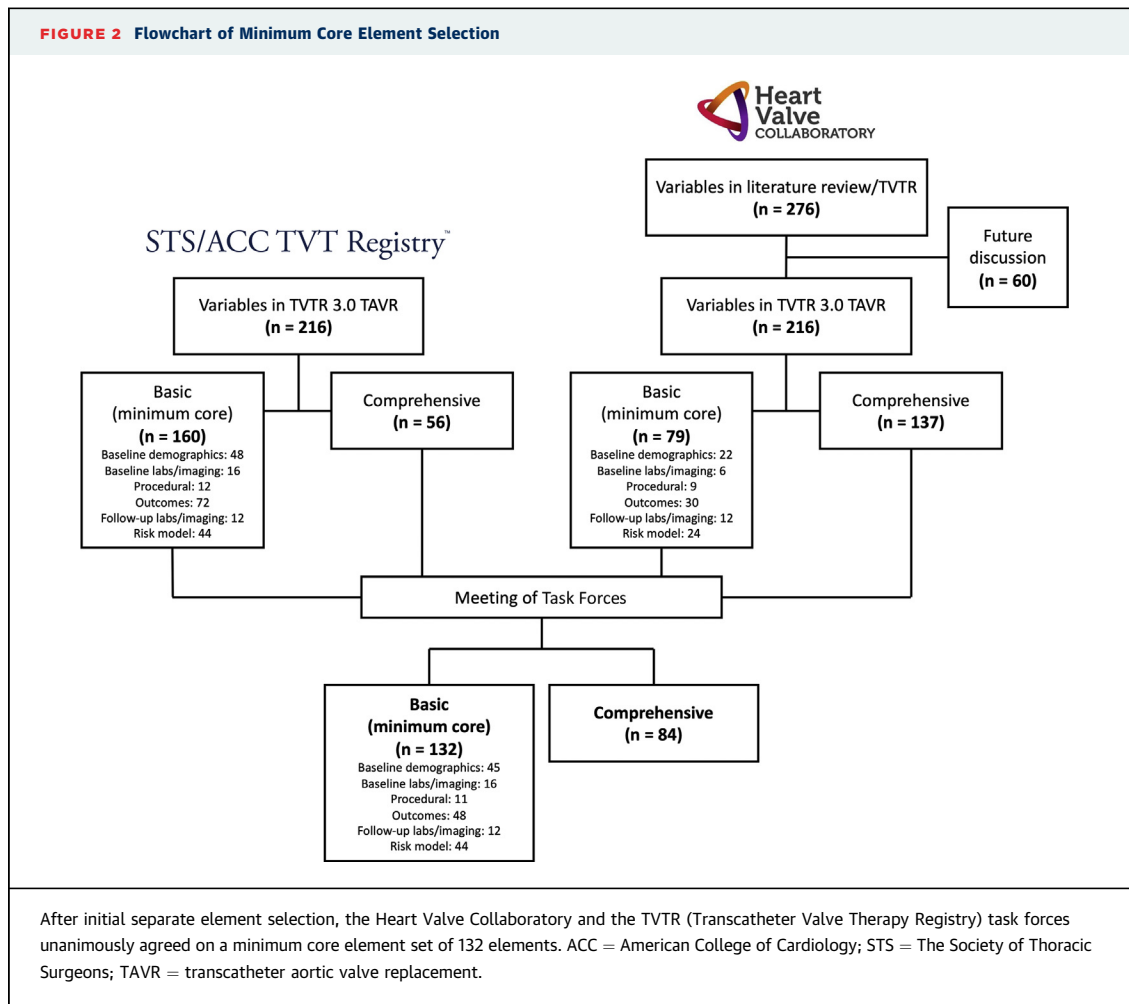 FIGURE 2 Flowchart of Minimum Core Element Selection
Heart
Valve
COLLABORATORY
Variables in literature review/TVTR
(n = 276)
Future
discussion
(n = 60)
STS/ACC TVT Registry™
Variables in TVTR 3.0 TAVR
(n = 216)
Variables in TVTR 3.0 TAVR
(n = 216)
Basic
(minimum core)
(n = 160)
Baseline demographics: 48
Baseline labs/imaging: 16
Procedural: 12
Outcomes: 72
Follow-up labs/imaging: 12
Risk model: 44
Comprehensive
(n = 56)
Basic
(minimum core)
(n = 79)
Baseline demographics: 22
Baseline labs/imaging: 6
Procedural: 9
Outcomes: 30
Follow-up labs/imaging: 12
Risk model: 24
Comprehensive
(n = 137)
Meeting of Task Forces
Basic
(minimum core)
(n = 132)
Baseline demographics: 45
Baseline labs/imaging: 16
Procedural: 11
Outcomes: 48
Follow-up labs/imaging: 12
Risk model: 44
Comprehensive
(n = 84)
After initial separate element selection, the Heart Valve Collaboratory and the TVTR (Transcatheter Valve Therapy Registry) task forces
unanimously agreed on a minimum core element set of 132 elements. ACC = American College of Cardiology; STS = The Society of Thoracic
Surgeons; TAVR = transcatheter aortic valve replacement.